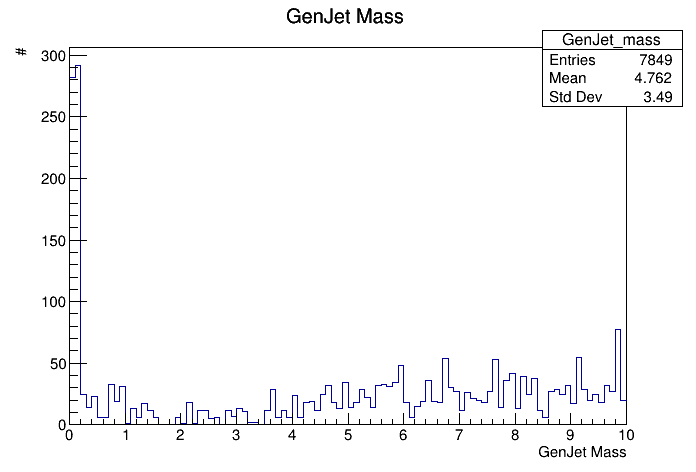 GenJet Mass
#
GenJet_mass
Entries 7849
Mean 4.762
Std Dev 3.49
300
250
200
150
100
50
0
0 1 2 3 4 5 6 7 8 9 10
GenJet Mass